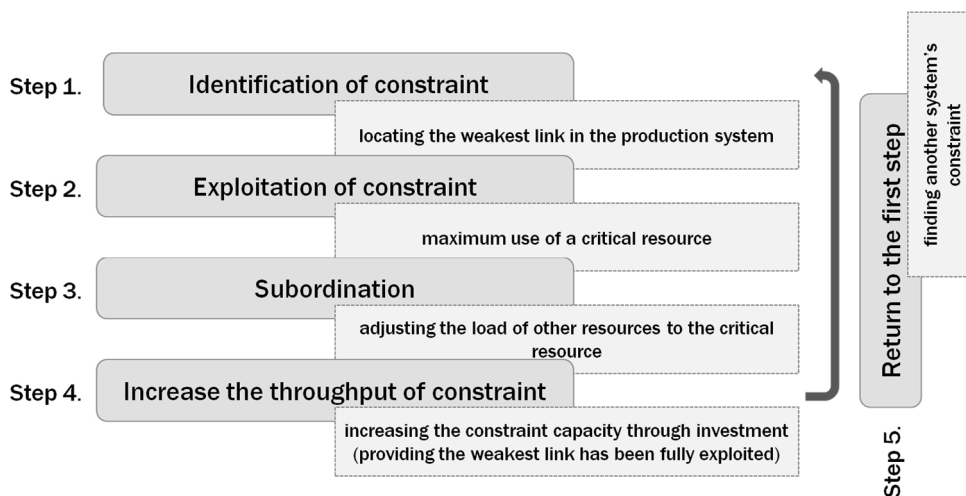 Step 1.
Identification of constraint
locating the weakest link in the production system
Step 2.
Exploitation of constraint
maximum use of a critical resource
Step 3.
Subordination
adjusting the load of other resources to the critical
resource
Step 4.
Increase the throughput of constraint
increasing the constraint capacity through investment
(providing the weakest link has been fully exploited)
Step 5.
Return to the first step
finding another system's
constraint